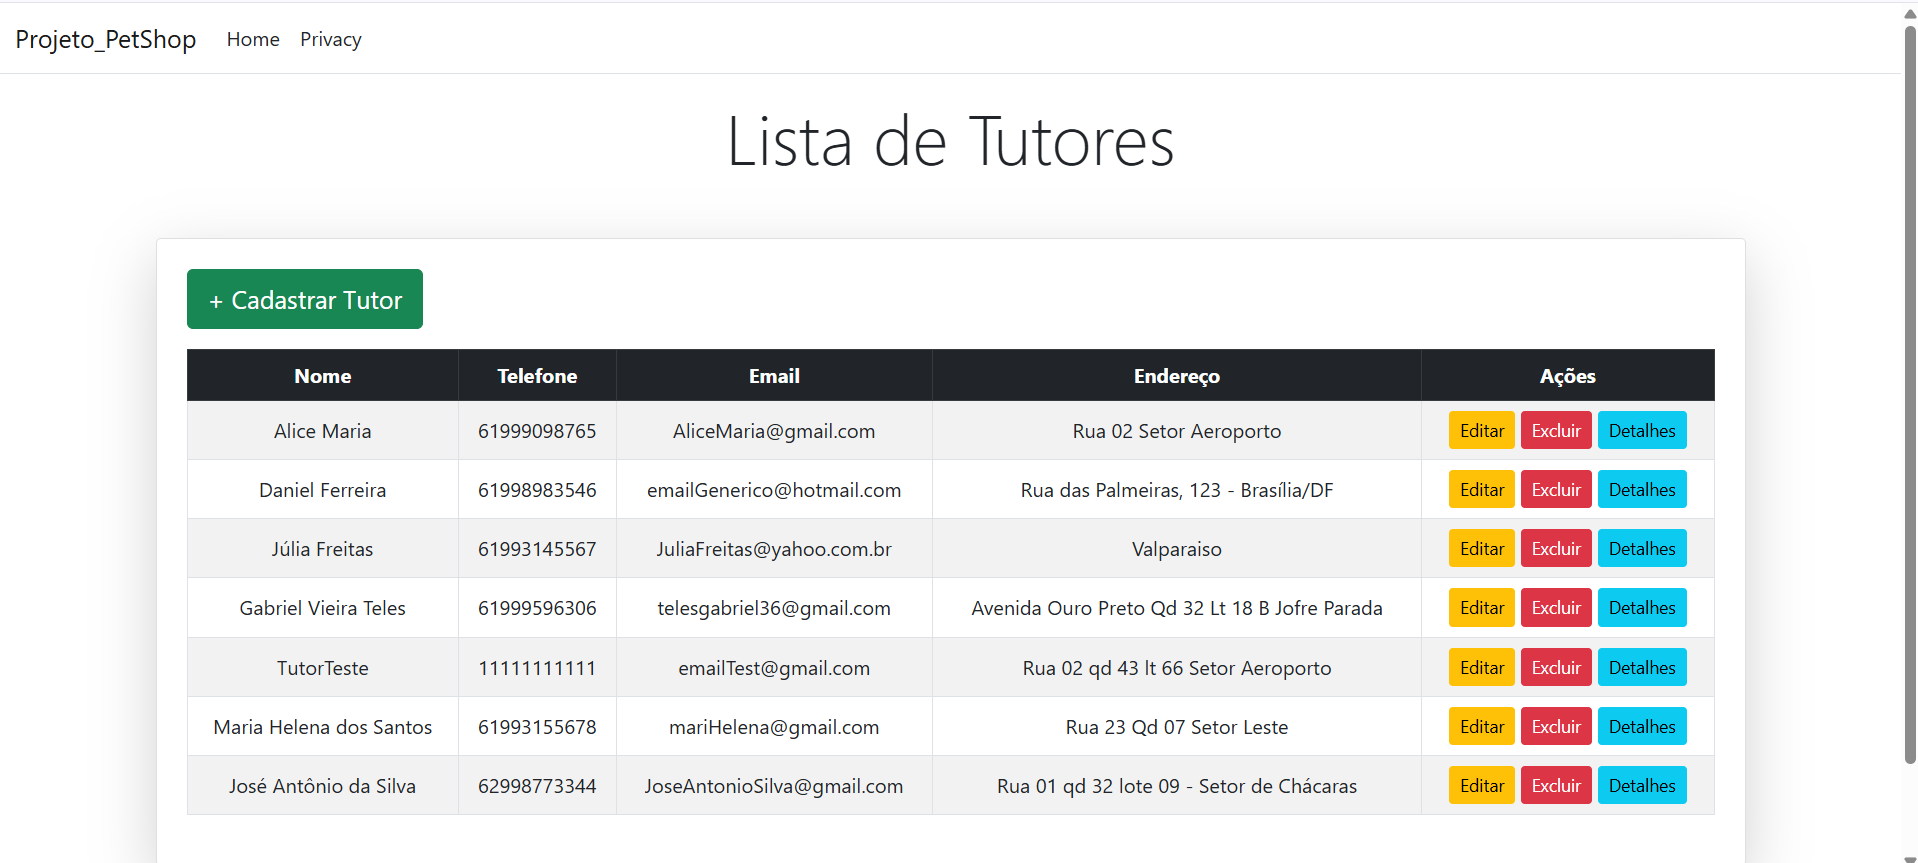 Projeto_PetShop Home Privacy
Lista de Tutores
+ Cadastrar Tutor
Nome Telefone Email Endereço Ações
Alice Maria 61999098765 AliceMaria@gmail.com Rua 02 Setor Aeroporto Editar Excluir Detalhes
Daniel Ferreira 61998983546 emailGenerico@hotmail.com Rua das Palmeiras, 123 - Brasília/DF Editar Excluir Detalhes
Júlia Freitas 61993145567 JuliaFreitas@yahoo.com.br Valparaiso Editar Excluir Detalhes
Gabriel Vieira Teles 61999596306 telesgabriel36@gmail.com Avenida Ouro Preto Qd 32 Lt 18 B Jofre Parada Editar Excluir Detalhes
TutorTeste 11111111111 emailTest@gmail.com Rua 02 qd 43 lt 66 Setor Aeroporto Editar Excluir Detalhes
Maria Helena dos Santos 61993155678 mariHelena@gmail.com Rua 23 Qd 07 Setor Leste Editar Excluir Detalhes
José Antônio da Silva 62998773344 JoseAntonioSilva@gmail.com Rua 01 qd 32 lote 09 - Setor de Chácaras Editar Excluir Detalhes